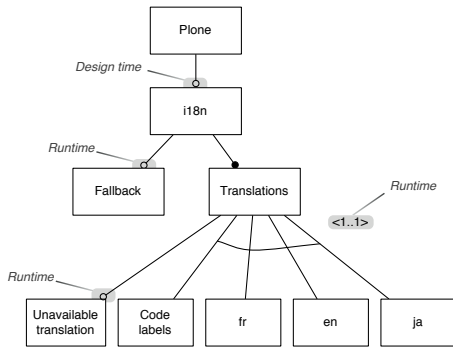 Plone
Design time
i18n
Runtime
Fallback
Translations
Runtime
<1..1>
Runtime
Unavailable
translation
Code
labels
fr
en
ja